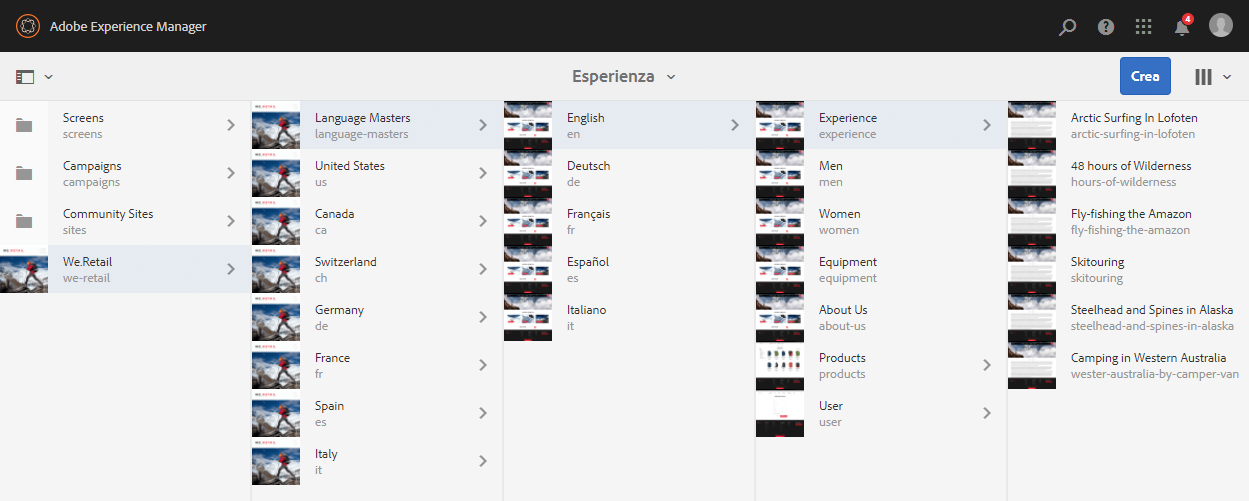 Adobe Experience Manager
4
Esperienza
Crea
Screens
screens
Campaigns
campaigns
Community Sites
sites
We.Retail
we-retail
Language Masters
language-masters
United States
us
Canada
ca
Switzerland
ch
Germany
de
France
fr
Spain
es
Italy
it
English
en
Deutsch
de
Français
fr
Español
es
Italiano
it
Experience
experience
Men
men
Women
women
Equipment
equipment
About Us
about-us
Products
products
User
user
Arctic Surfing In Lofoten
arctic-surfing-in-lofoten
48 hours of Wilderness
hours-of-wilderness
Fly-fishing the Amazon
fly-fishing-the-amazon
Skitouring
skitouring
Steelhead and Spines in Alaska
steelhead-and-spines-in-alaska
Camping in Western Australia
wester-australia-by-camper-van